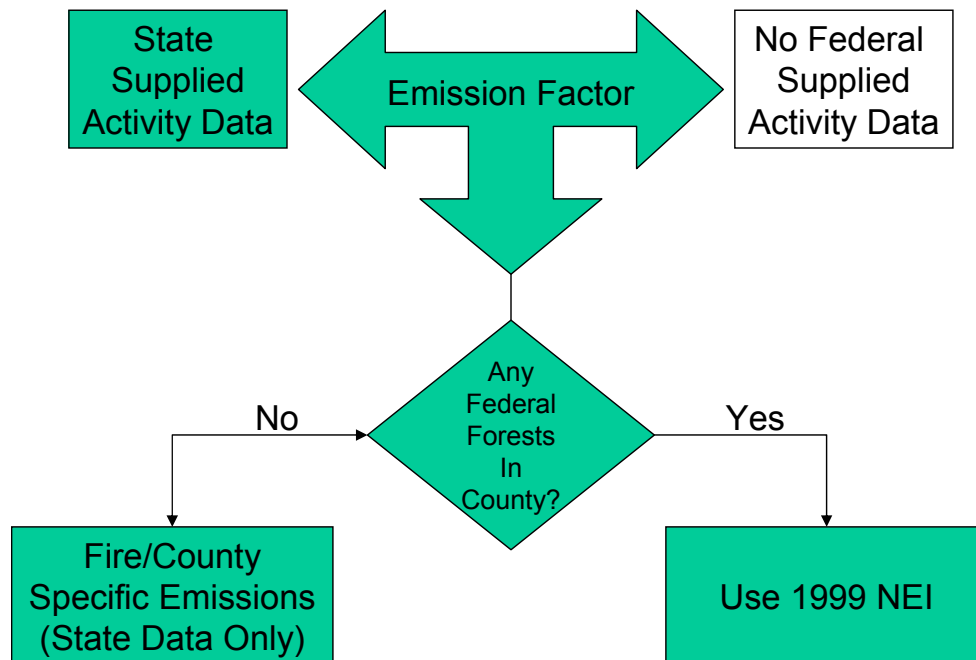 State
Supplied
Activity Data
Emission Factor
No Federal
Supplied
Activity Data
Any
Federal
Forests
In
County?
No
Yes
Fire/County
Specific Emissions
(State Data Only)
Use 1999 NEI